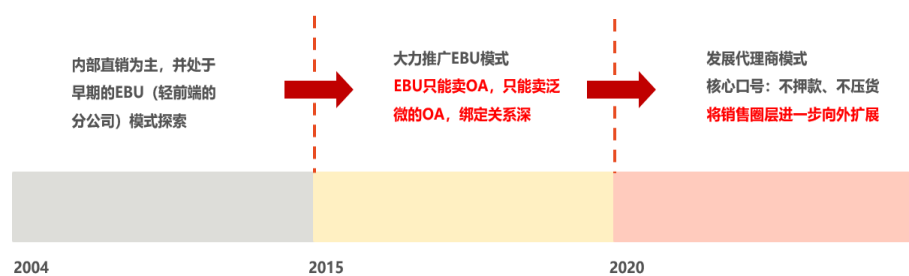 内部直销为主，并处于
早期的EBU（轻前端的
分公司）模式探索
大力推广EBU模式
EBU只能卖OA，只能卖泛
微的OA，绑定关系深
发展代理商模式
核心口号：不押款、不压货
将销售圈层进一步向外扩展
2004
2015
2020